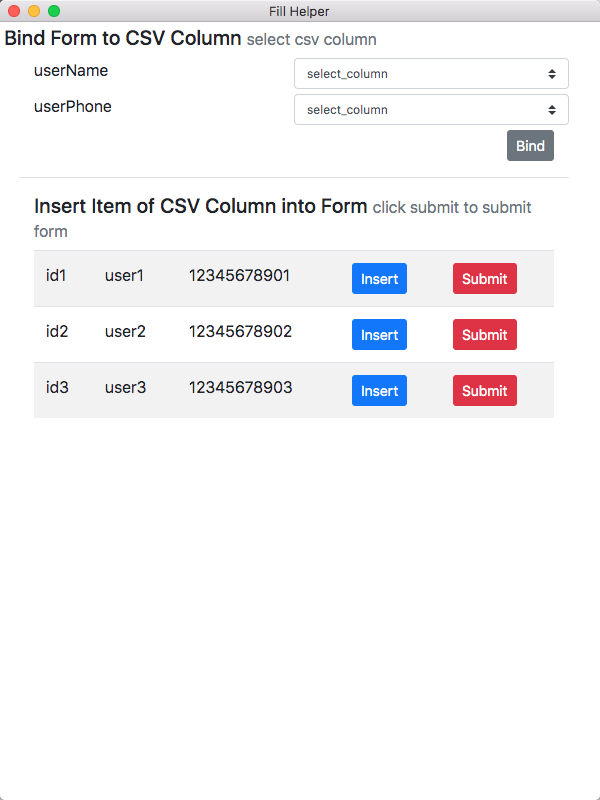 Fill Helper
Bind Form to CSV Column select csv column
userName select_column
userPhone select_column
Bind
Insert Item of CSV Column into Form click submit to submit
form
id1 user1 12345678901 Insert Submit
id2 user2 12345678902 Insert Submit
id3 user3 12345678903 Insert Submit